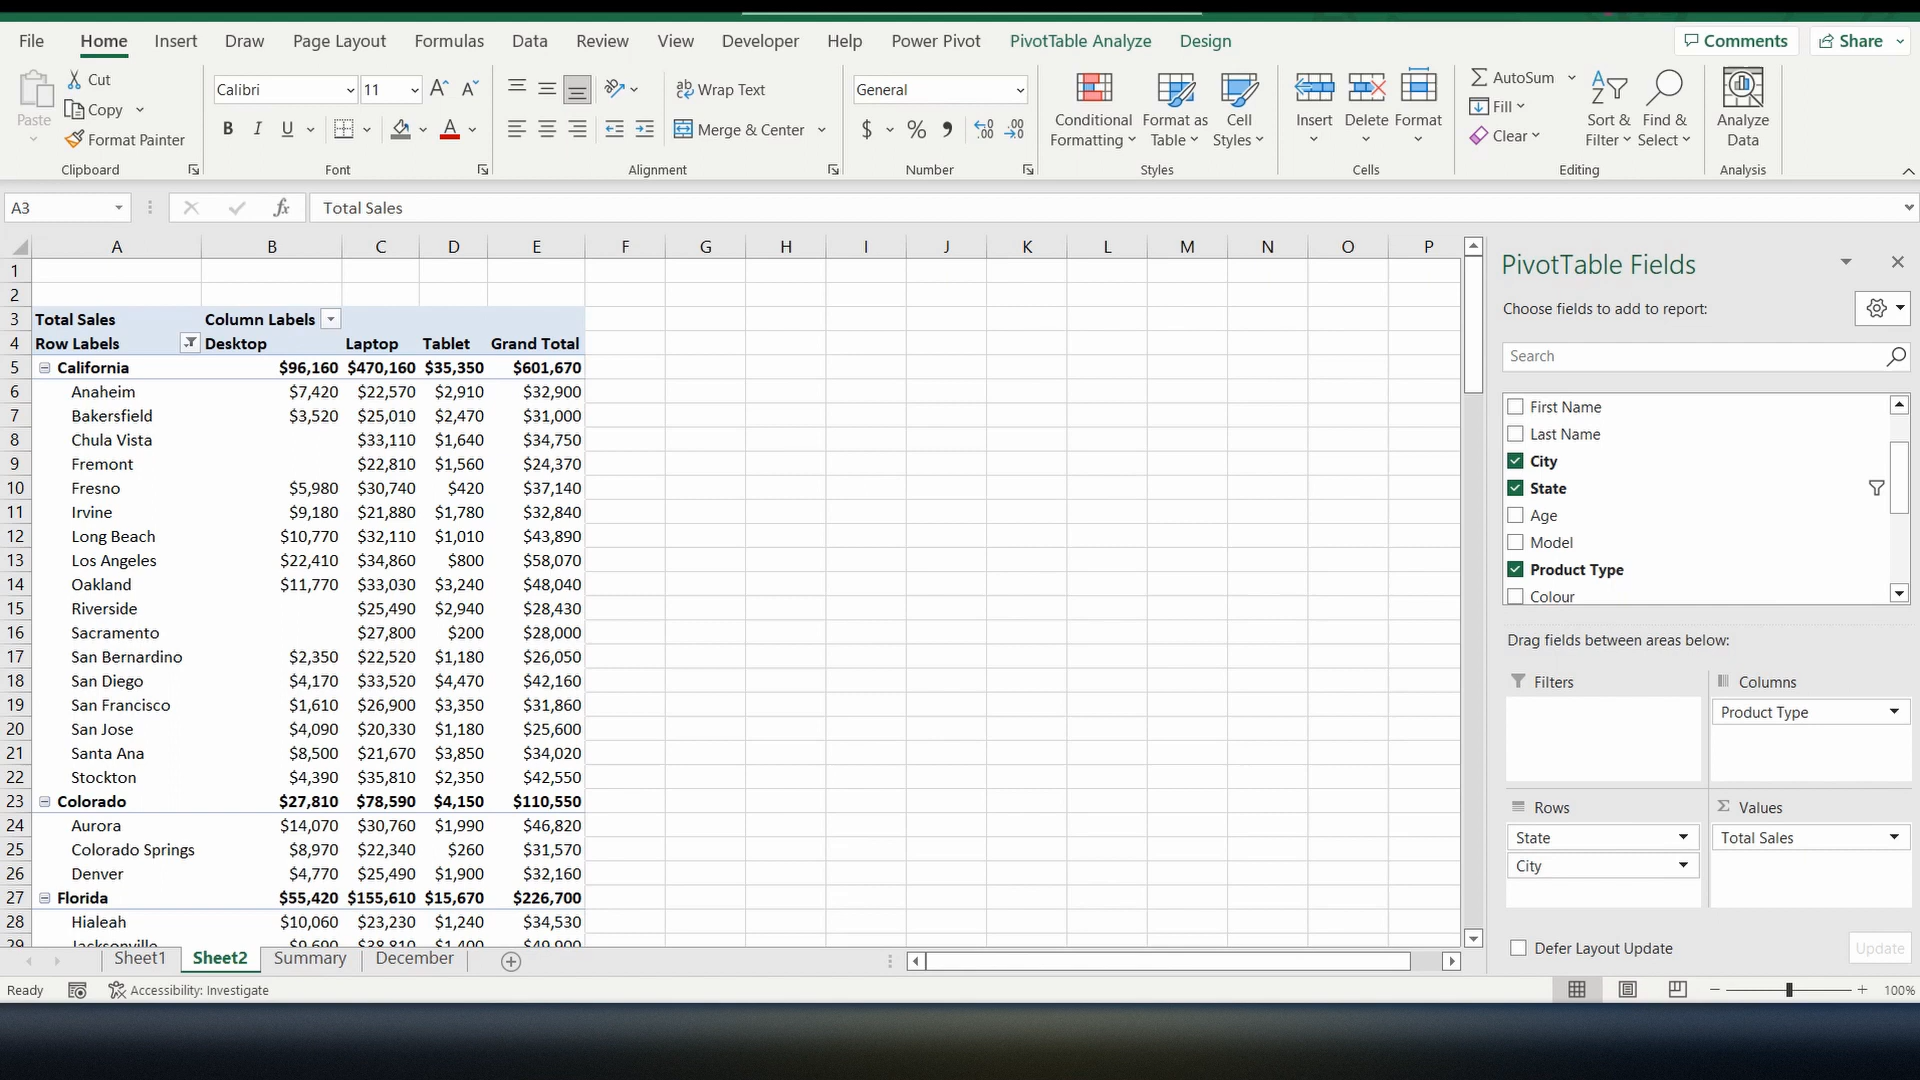 File Home Insert Draw Page Layout Formulas Data Review View Developer Help Power Pivot PivotTable Analyze Design Comments Share
Paste Cut Copy Format Painter Clipboard
Calibri 11 B I U Font
ab Wrap Text Merge & Center Alignment
General $ % Number
Conditional Formatting Format as Table Cell Styles Styles
Insert Delete Format Cells
AutoSum Fill Clear Sort & Filter Find & Select Editing
Analyze Data Analysis
A3 fx Total Sales
A B C D E F G H I J K L M N O P
1
2
3 Total Sales Column Labels
4 Row Labels Desktop Laptop Tablet Grand Total
5 California $96,160 $470,160 $35,350 $601,670
6 Anaheim $7,420 $22,570 $2,910 $32,900
7 Bakersfield $3,520 $25,010 $2,470 $31,000
8 Chula Vista $33,110 $1,640 $34,750
9 Fremont $22,810 $1,560 $24,370
10 Fresno $5,980 $30,740 $420 $37,140
11 Irvine $9,180 $21,880 $1,780 $32,840
12 Long Beach $10,770 $32,110 $1,010 $43,890
13 Los Angeles $22,410 $34,860 $800 $58,070
14 Oakland $11,770 $33,030 $3,240 $48,040
15 Riverside $25,490 $2,940 $28,430
16 Sacramento $27,800 $200 $28,000
17 San Bernardino $2,350 $22,520 $1,180 $26,050
18 San Diego $4,170 $33,520 $4,470 $42,160
19 San Francisco $1,610 $26,900 $3,350 $31,860
20 San Jose $4,090 $20,330 $1,180 $25,600
21 Santa Ana $8,500 $21,670 $3,850 $34,020
22 Stockton $4,390 $35,810 $2,350 $42,550
23 Colorado $27,810 $78,590 $4,150 $110,550
24 Aurora $14,070 $30,760 $1,990 $46,820
25 Colorado Springs $8,970 $22,340 $260 $31,570
26 Denver $4,770 $25,490 $1,900 $32,160
27 Florida $55,420 $155,610 $15,670 $226,700
28 Hialeah $10,060 $23,230 $1,240 $34,530
29 Jacksonville $9,690 $38,810 $1,400 $49,900
Sheet1 Sheet2 Summary December
Ready Accessibility: Investigate 100%
PivotTable Fields
Choose fields to add to report:
Search
First Name
Last Name
City
State
Age
Model
Product Type
Colour
Drag fields between areas below:
Filters
Columns
Product Type
Rows
State
City
Values
Total Sales
Defer Layout Update Update